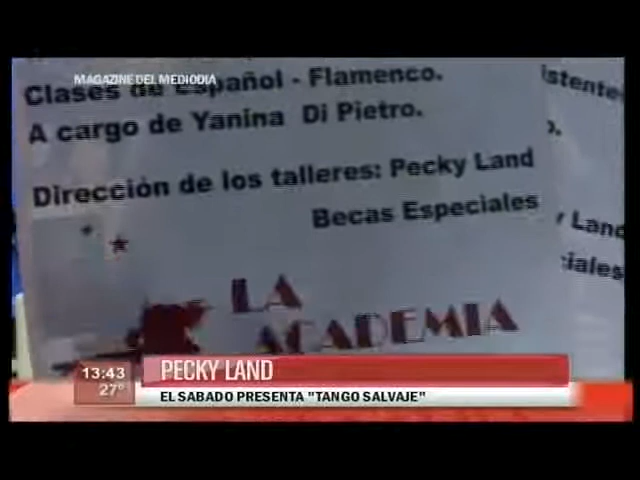 MAGAZINE DEL MEDIODIA
Clases de Español - Flamenco.
A cargo de Yanina Di Pietro.
Dirección de los talleres: Pecky Land
Becas Especiales
LA
ACADEMIA
13:43
27°
PECKY LAND
EL SABADO PRESENTA "TANGO SALVAJE"